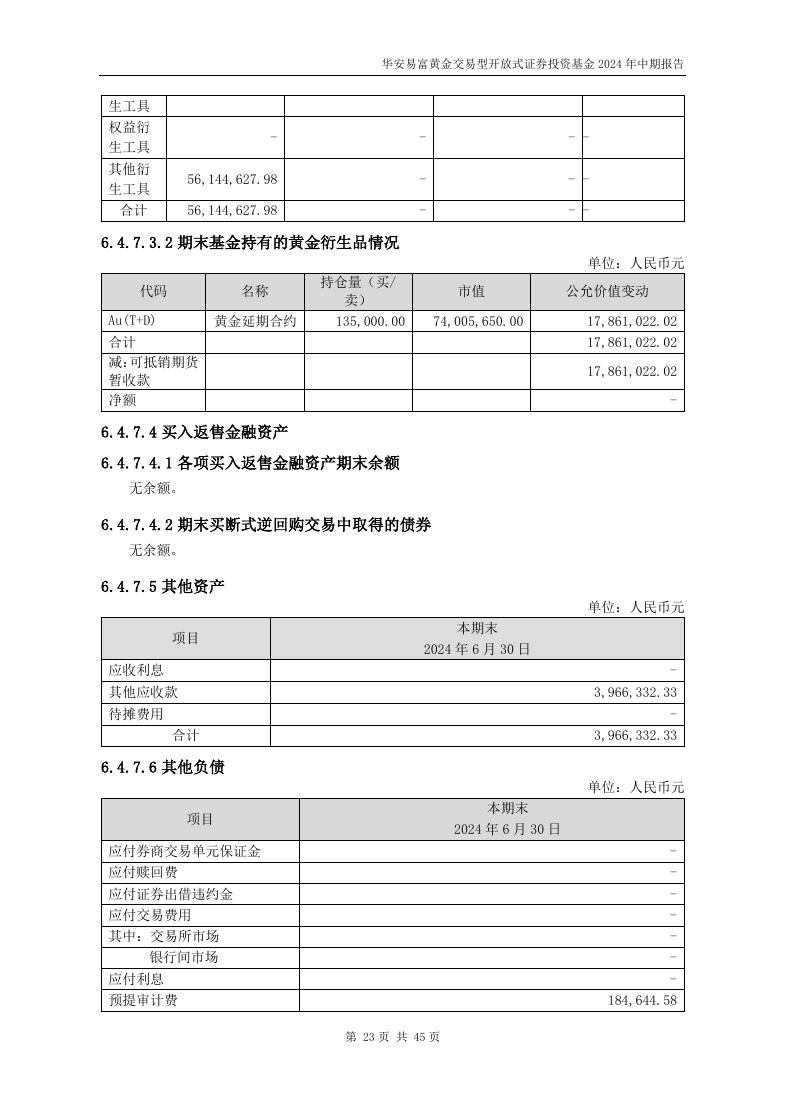 华安易富黄金交易型开放式证券投资基金 2024 年中期报告
生工具
权益衍
生工具 - - - -
其他衍
生工具 56,144,627.98 - - -
合计 56,144,627.98 - - -
6.4.7.3.2 期末基金持有的黄金衍生品情况
单位：人民币元
代码 名称 持仓量（买/
卖） 市值 公允价值变动
Au(T+D) 黄金延期合约 135,000.00 74,005,650.00 17,861,022.02
合计 17,861,022.02
减:可抵销期货
暂收款 17,861,022.02
净额 -
6.4.7.4 买入返售金融资产
6.4.7.4.1 各项买入返售金融资产期末余额
无余额。
6.4.7.4.2 期末买断式逆回购交易中取得的债券
无余额。
6.4.7.5 其他资产
单位：人民币元
项目 本期末
2024 年 6 月 30 日
应收利息 -
其他应收款 3,966,332.33
待摊费用 -
合计 3,966,332.33
6.4.7.6 其他负债
单位：人民币元
项目 本期末
2024 年 6 月 30 日
应付券商交易单元保证金 -
应付赎回费 -
应付证券出借违约金 -
应付交易费用 -
其中：交易所市场 -
银行间市场 -
应付利息 -
预提审计费 184,644.58
第 23 页 共 45 页